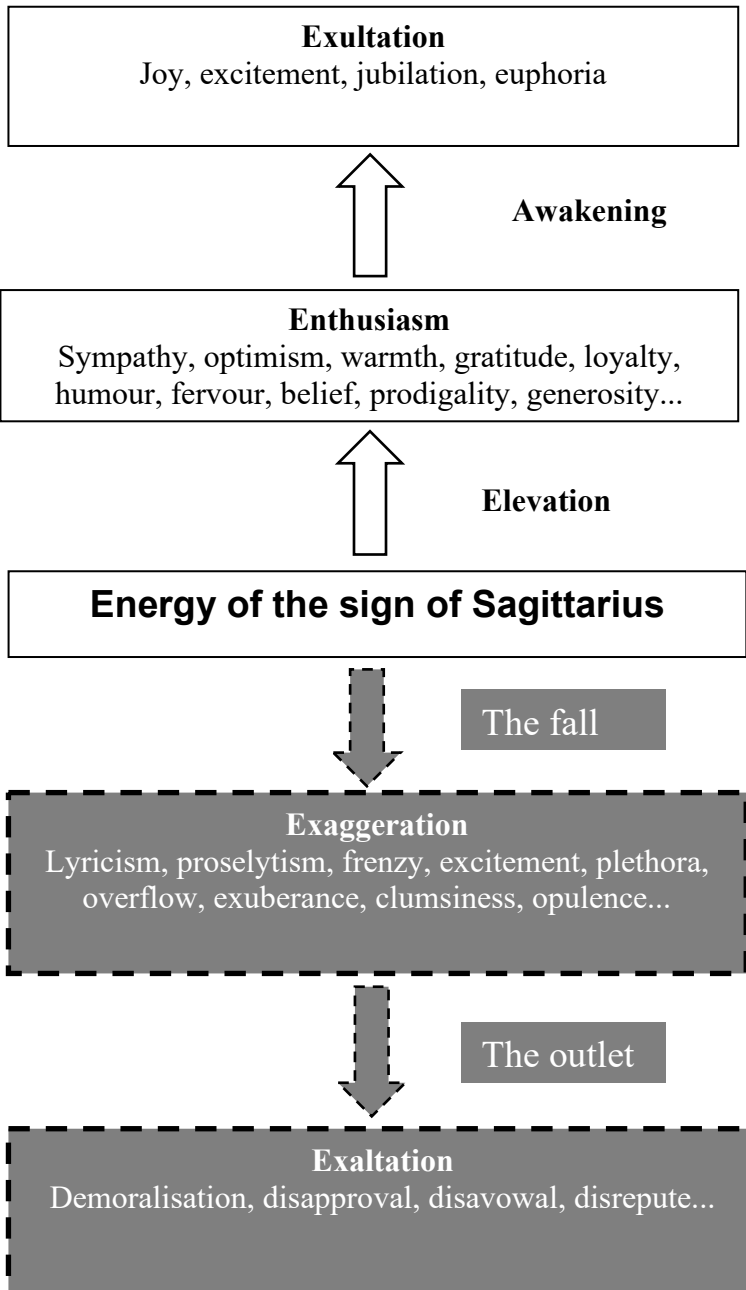 Exultation
Joy, excitement, jubilation, euphoria
Awakening
Enthusiasm
Sympathy, optimism, warmth, gratitude, loyalty,
humour, fervour, belief, prodigality, generosity...
Elevation
Energy of the sign of Sagittarius
The fall
Exaggeration
Lyricism, proselytism, frenzy, excitement, plethora,
overflow, exuberance, clumsiness, opulence...
The outlet
Exaltation
Demoralisation, disapproval, disavowal, disrepute...